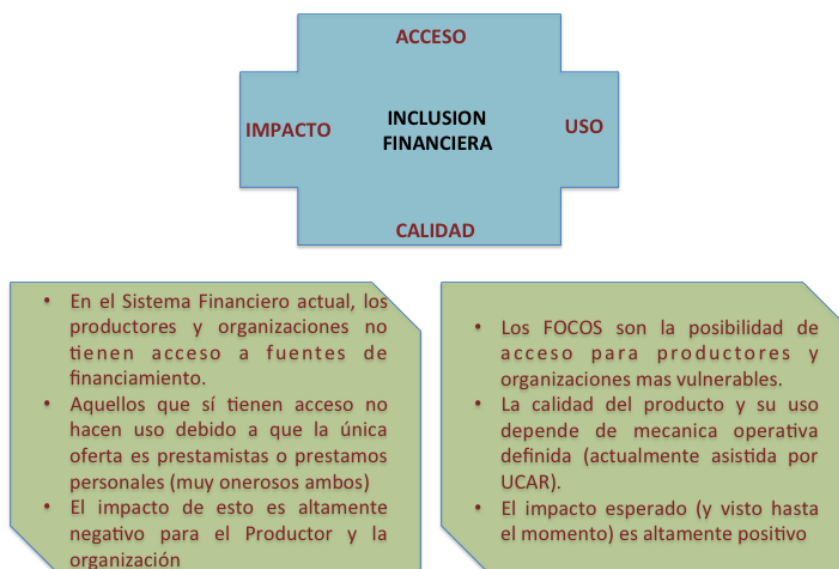 ACCESO
IMPACTO
INCLUSION
FINANCIERA
USO
CALIDAD
• En el Sistema Financiero actual, los
productores y organizaciones no
tienen acceso a fuentes de
financiamiento.
• Aquellos que sí tienen acceso no
hacen uso debido a que la única
oferta es prestamistas o prestamos
personales (muy onerosos ambos)
• El impacto de esto es altamente
negativo para el Productor y la
organización
• Los FOCOS son la posibilidad de
acceso para productores y
organizaciones mas vulnerables.
• La calidad del producto y su uso
depende de mecanica operativa
definida (actualmente asistida por
UCAR).
• El impacto esperado (y visto hasta
el momento) es altamente positivo